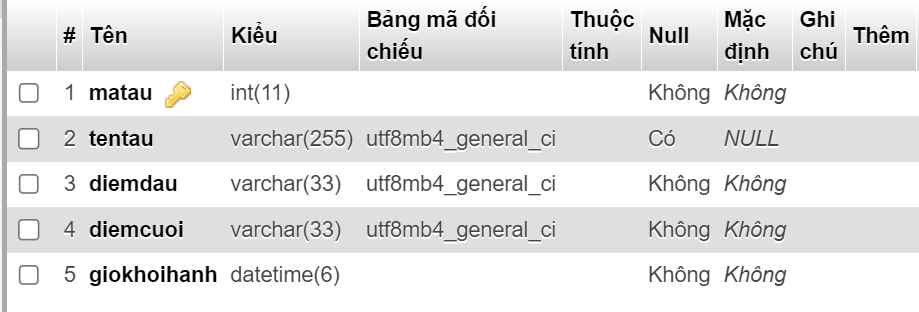 # Tên Kiểu Bảng mã đối chiếu Thuộc tính Null Mặc định Ghi chú Thêm
1 matau int(11) Không Không
2 tentau varchar(255) utf8mb4_general_ci Có NULL
3 diemdau varchar(33) utf8mb4_general_ci Không Không
4 diemcuoi varchar(33) utf8mb4_general_ci Không Không
5 giokhoihanh datetime(6) Không Không